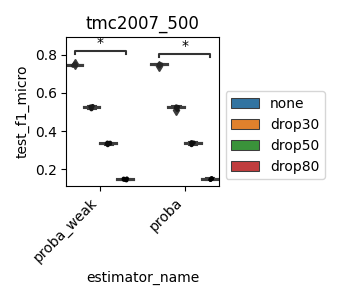 tmc2007_500
test_f1_micro
0.8
0.6
0.4
0.2
*
*
none
drop30
drop50
drop80
proba_weak
proba
estimator_name